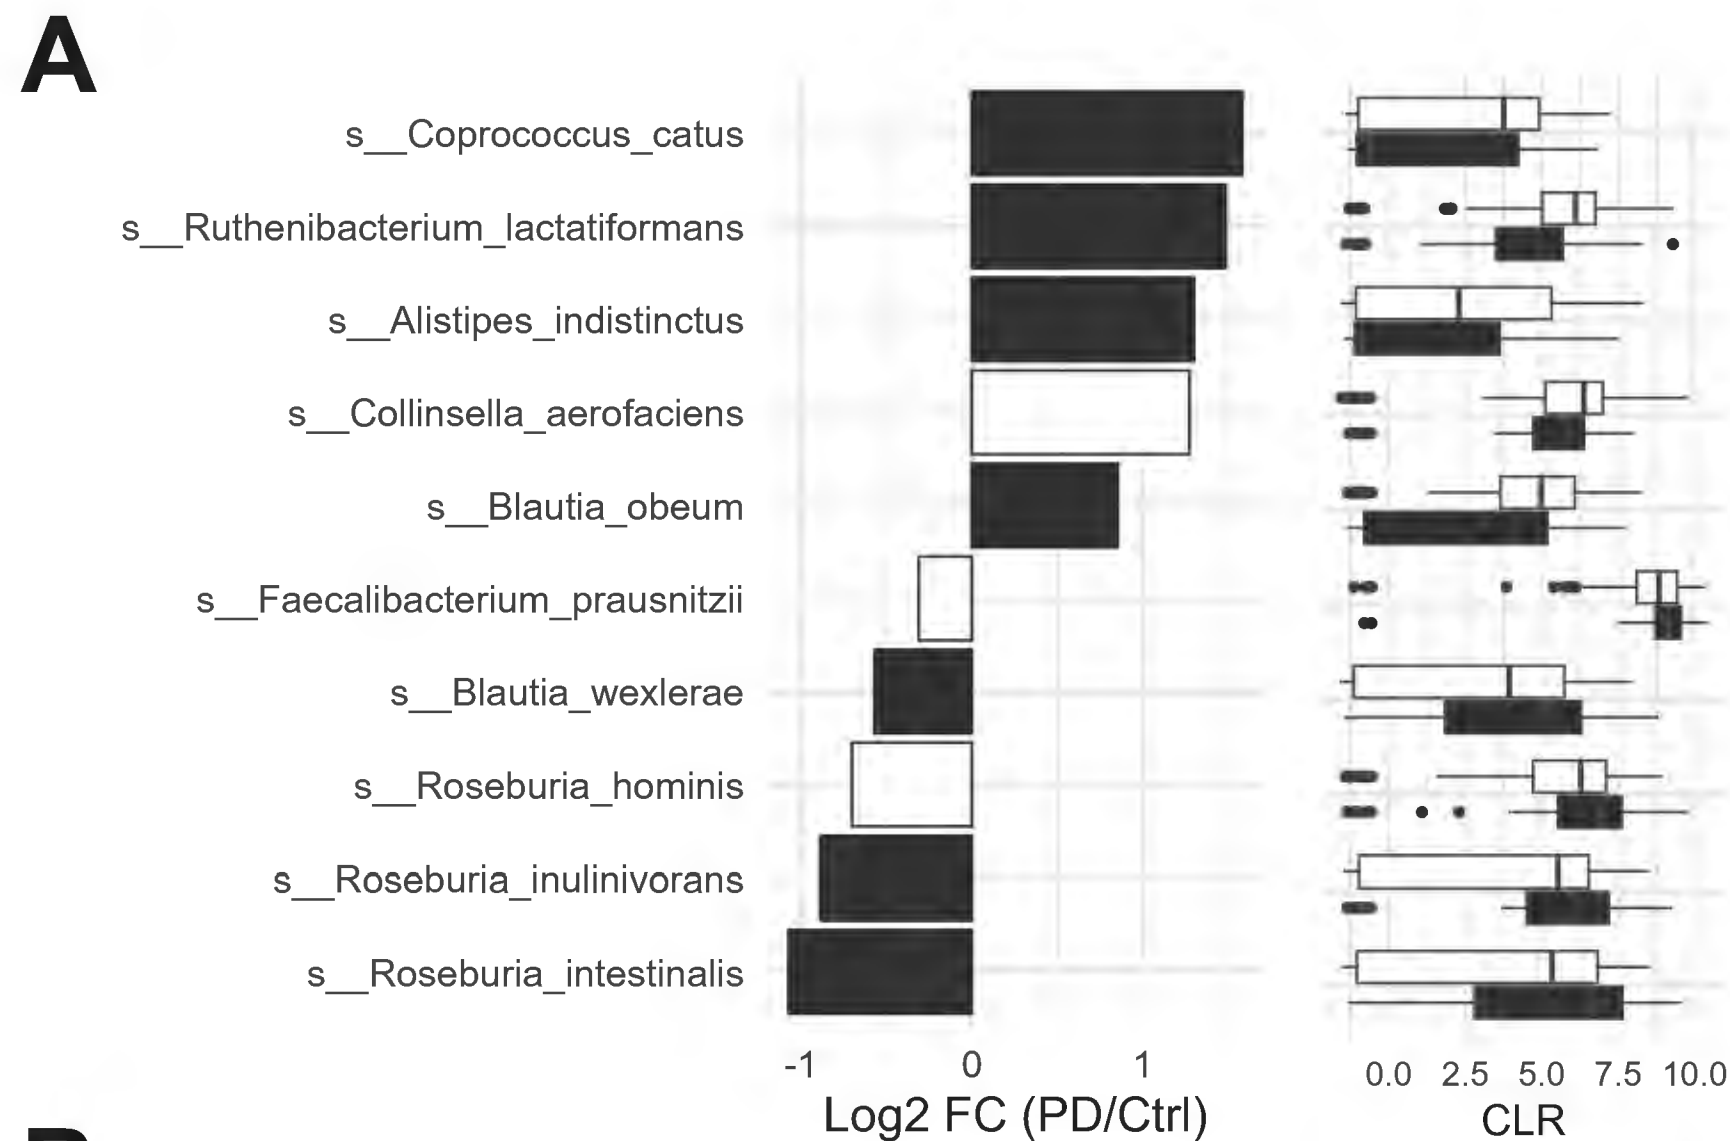 A
s__Coprococcus_catus
s__Ruthenibacterium_lactatiformans
s__Alistipes_indistinctus
s__Collinsella_aerofaciens
s__Blautia_obeum
s__Faecalibacterium_prausnitzii
s__Blautia_wexlerae
s__Roseburia_hominis
s__Roseburia_inulinivorans
s__Roseburia_intestinalis
-1 0 1
Log2 FC (PD/Ctrl)
0.0 2.5 5.0 7.5 10.0
CLR